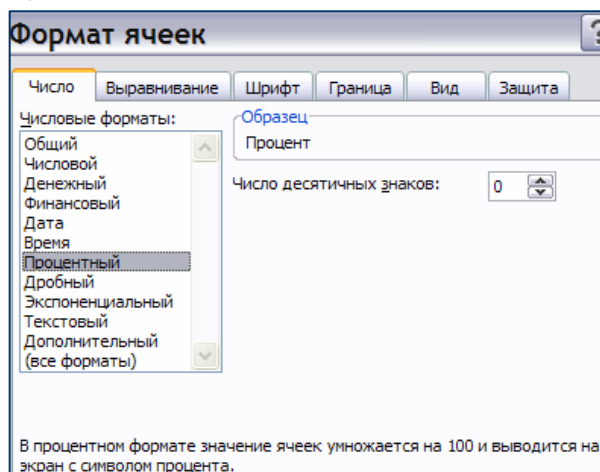 Формат ячеек
?
Число Выравнивание Шрифт Граница Вид Защита
Числовые форматы:
Образец
Общий
Процент
Числовой
Денежный
Число десятичных знаков: 0
Финансовый
Дата
Время
Процентный
Дробный
Экспоненциальный
Текстовый
Дополнительный
(все форматы)
В процентном формате значение ячеек умножается на 100 и выводится на
экран с символом процента.